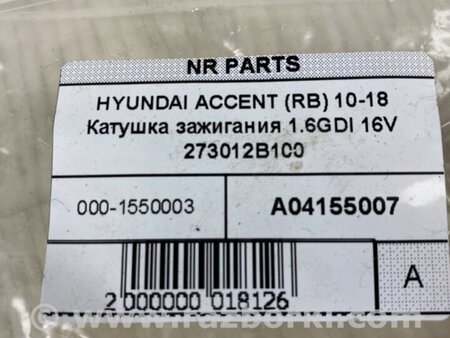 NR PARTS
HYUNDAI ACCENT (RB) 10-18
Катушка зажигания 1.6GDI 16V
273012B100
000-1550003
A04155007
A
2 000000 018126